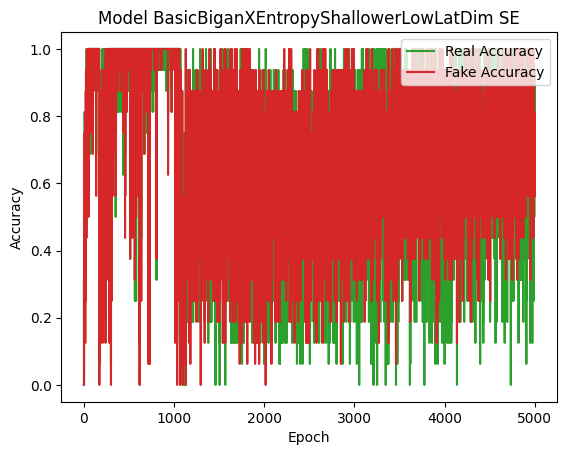 Model BasicBiganXEntropyShallowerLowLatDim SE
Real Accuracy
Fake Accuracy
Accuracy
1.0
0.8
0.6
0.4
0.2
0.0
0
1000
2000
3000
4000
5000
Epoch